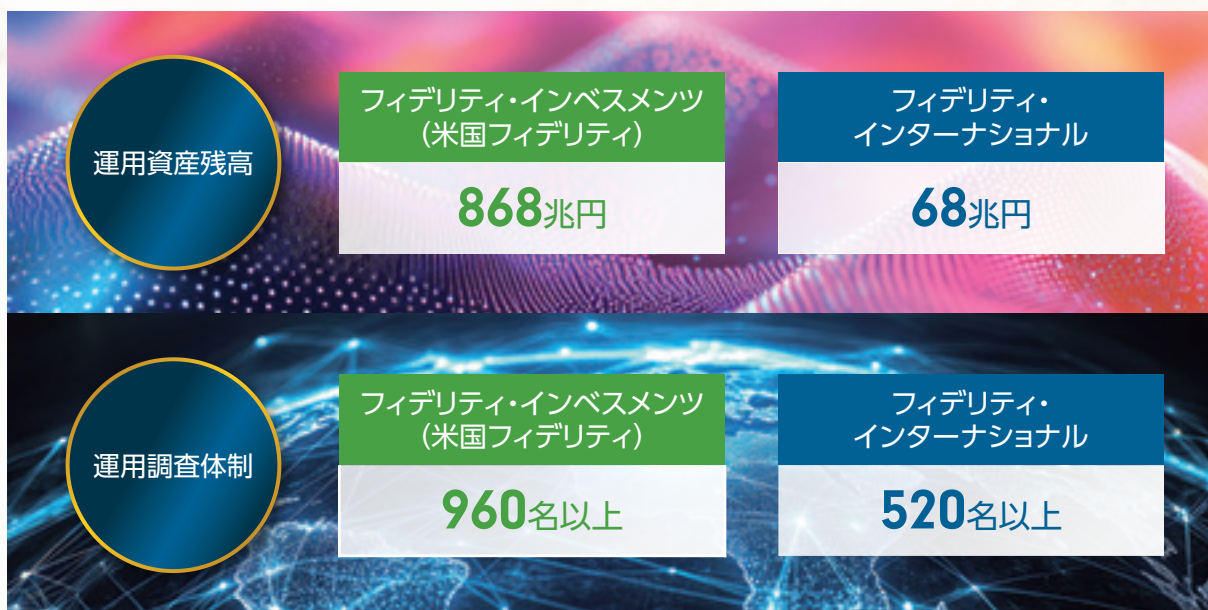 運用資産残高
フィデリティ・インベスメンツ
（米国フィデリティ）
868兆円
フィデリティ・
インターナショナル
68兆円
運用調査体制
フィデリティ・インベスメンツ
（米国フィデリティ）
960名以上
フィデリティ・
インターナショナル
520名以上